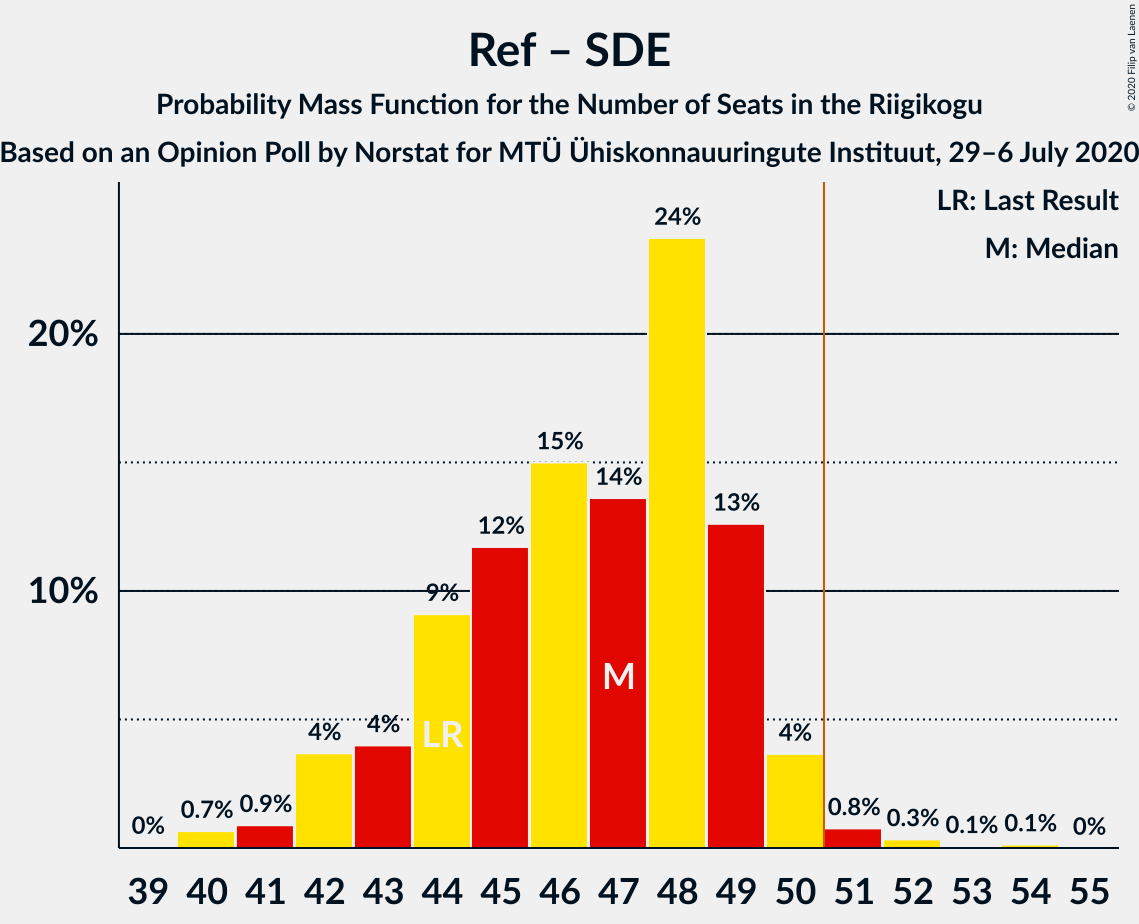 Ref – SDE
Probability Mass Function for the Number of Seats in the Riigikogu
Based on an Opinion Poll by Norstat for MTÜ Ühiskonnauuringute Instituut, 29–6 July 2020
© 2020 Filip van Laenen
LR: Last Result
M: Median
20%
10%
0% 0.7% 0.9% 4% 4% 9% 12% 15% 14% 24% 13% 4% 0.8% 0.3% 0.1% 0.1% 0%
LR M
39 40 41 42 43 44 45 46 47 48 49 50 51 52 53 54 55